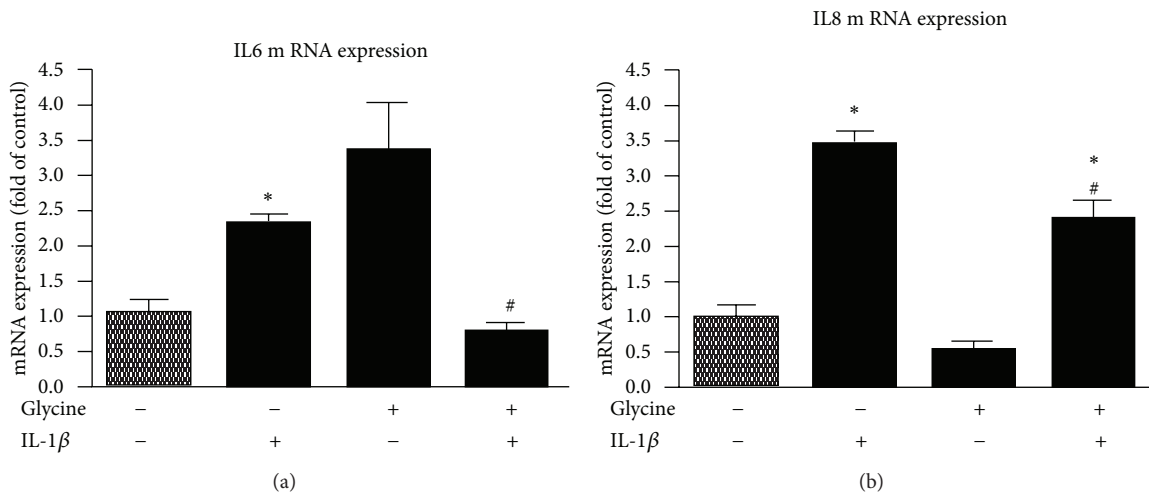 IL6 m RNA expression
mRNA expression (fold of control)
4.5
4.0
3.5
3.0
2.5
2.0
1.5
1.0
0.5
0.0
*
#
Glycine − − + +
IL-1β − + − +
(a)
IL8 m RNA expression
mRNA expression (fold of control)
4.5
4.0
3.5
3.0
2.5
2.0
1.5
1.0
0.5
0.0
*
*
#
− − + +
− + − +
(b)